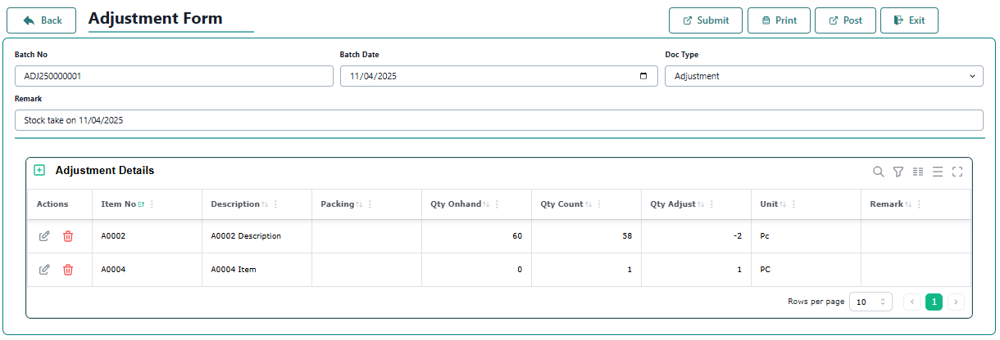 Back Adjustment Form Submit Print Post Exit
Batch No Batch Date Doc Type
ADJ250000001 11/04/2025 Adjustment
Remark
Stock take on 11/04/2025
Adjustment Details
Actions Item No Description Packing Qty Onhand Qty Count Qty Adjust Unit Remark
A0002 A0002 Description 60 58 -2 Pc
A0004 A0004 Item 0 1 1 PC
Rows per page 10 1